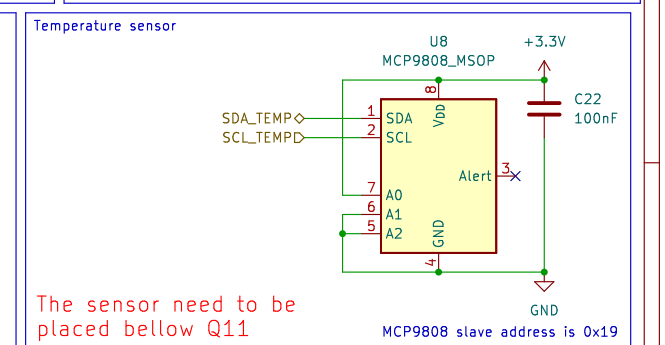 Temperature sensor
U8
MCP9808_MSOP
+3.3V
8
VDD
C22
100nF
SDA_TEMP
1
SDA
SCL_TEMP
2
SCL
Alert
3
7
A0
6
A1
5
A2
GND
4
GND
The sensor need to be
placed bellow Q11
MCP9808 slave address is 0x19